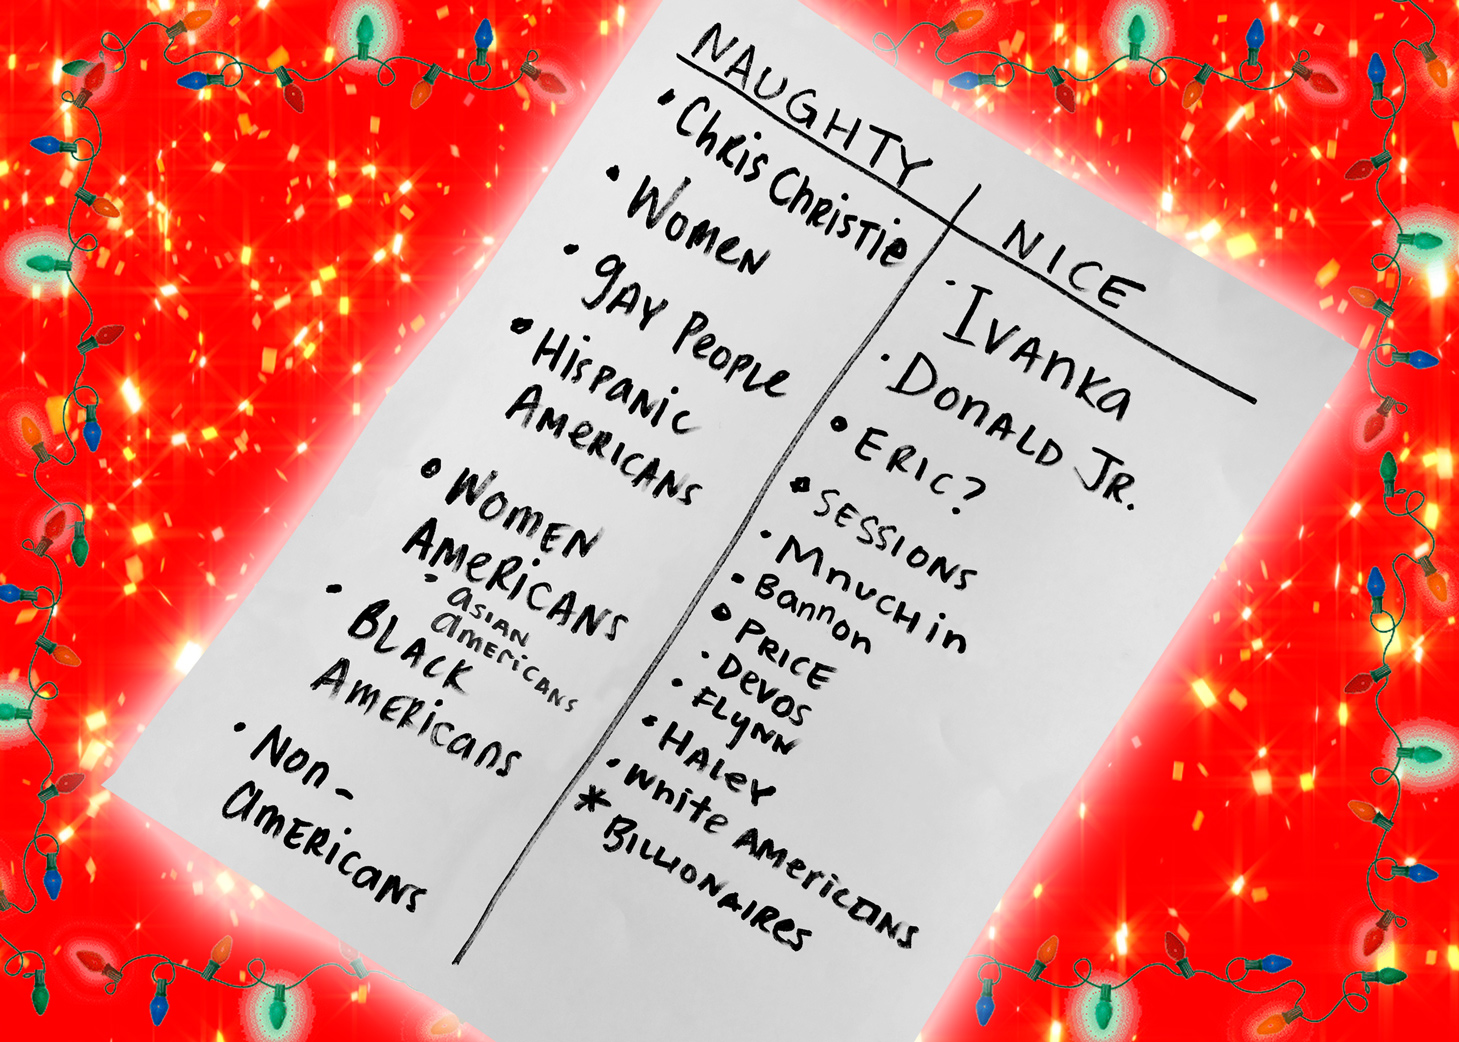 NAUGHTY
• Chris Christie
• Women
• gAY PeoPle
• HisPanic
AmeRicANs
• WomEN
AmeRicANS
- ASiAN
americANs
• BLAcK
AmERicans
• Non-
amERicaNs
NICE
• IvANKa
• DonALD JR.
• ERic?
• SESSIONS
• MnucHin
• Bannon
• PRICE
• DeVOS
• FLyNN
• HALeY
• White AmericaNs
* BiLLioNAiRes